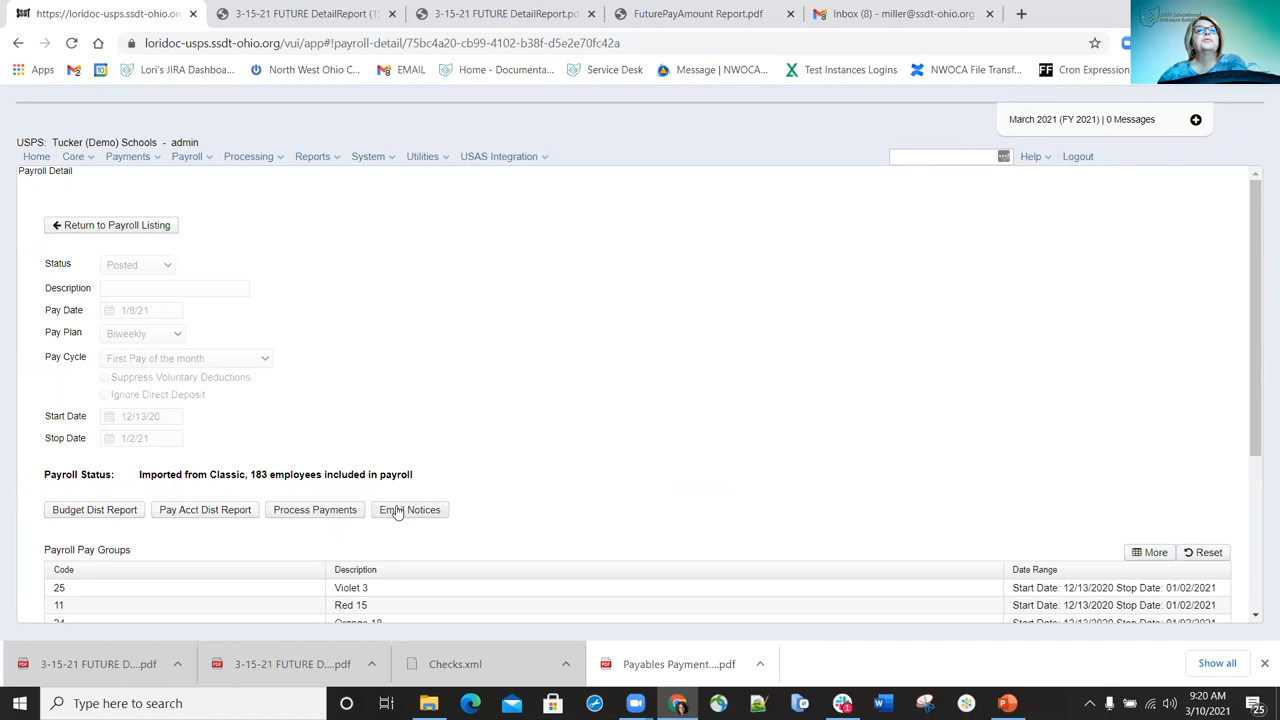 https://loridoc-usps.ssdt-ohio.org/
3-15-21 FUTURE DetailReport (1)
3-15-21 FUTURE DetailReport.pd
FuturePayAmount Report.pdf
Inbox (8) - miller@ssdt-ohio.org
loridoc-usps.ssdt-ohio.org/vui/app#!payroll-detail/75bc4a20-cb99-4102-b38f-d5e2e70fc42a
Apps
Lori's JIRA Dashboa...
North West Ohio C...
EMAIL
Home - Documenta...
Service Desk
Message | NWOCA...
Test Instances Logins
NWOCA File Transf...
Cron Expression
March 2021 (FY 2021) | 0 Messages
USPS: Tucker (Demo) Schools - admin
Home Core Payments Payroll Processing Reports System Utilities USAS Integration Help Logout
Payroll Detail
Return to Payroll Listing
Status Posted
Description
Pay Date 1/8/21
Pay Plan Biweekly
Pay Cycle First Pay of the month
Suppress Voluntary Deductions
Ignore Direct Deposit
Start Date 12/13/20
Stop Date 1/2/21
Payroll Status: Imported from Classic, 183 employees included in payroll
Budget Dist Report Pay Acct Dist Report Process Payments Email Notices
Payroll Pay Groups
More Reset
Code Description Date Range
25 Violet 3 Start Date: 12/13/2020 Stop Date: 01/02/2021
11 Red 15 Start Date: 12/13/2020 Stop Date: 01/02/2021
3-15-21 FUTURE D....pdf
3-15-21 FUTURE D....pdf
Checks.xml
Payables Payment....pdf
Show all
Type here to search
9:20 AM
3/10/2021
25